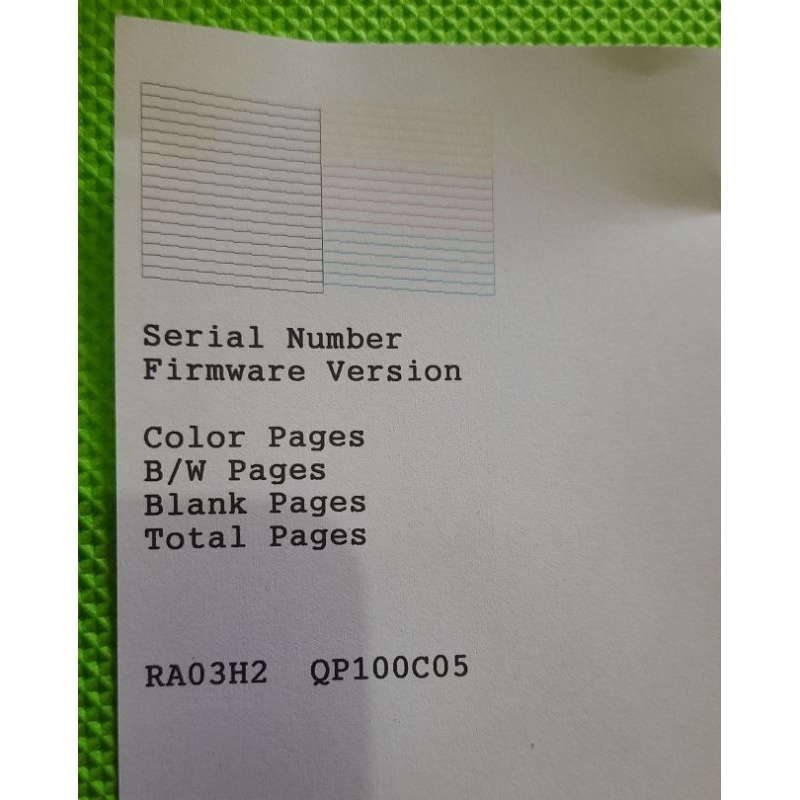 Serial Number
Firmware Version
Color Pages
B/W Pages
Blank Pages
Total Pages
RA03H2 QP100C05